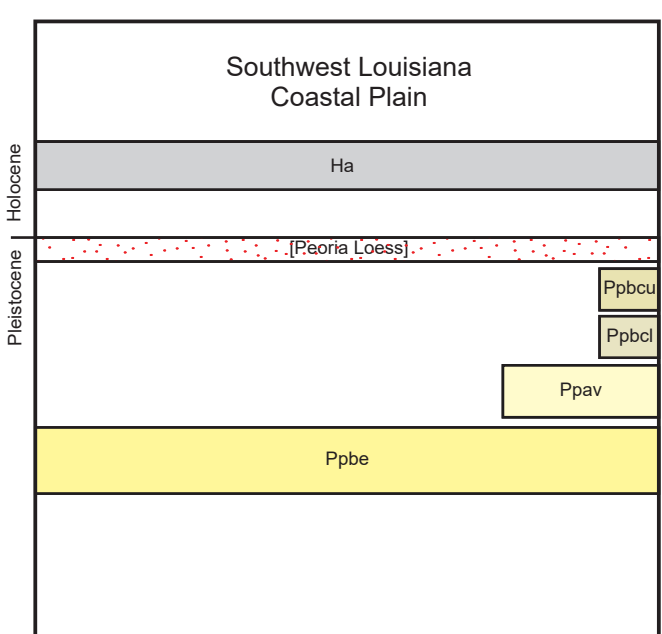 Southwest Louisiana
Coastal Plain
Holocene
Ha
Pleistocene
[Peoria Loess]
Ppbcu
Ppbcl
Ppav
Ppbe